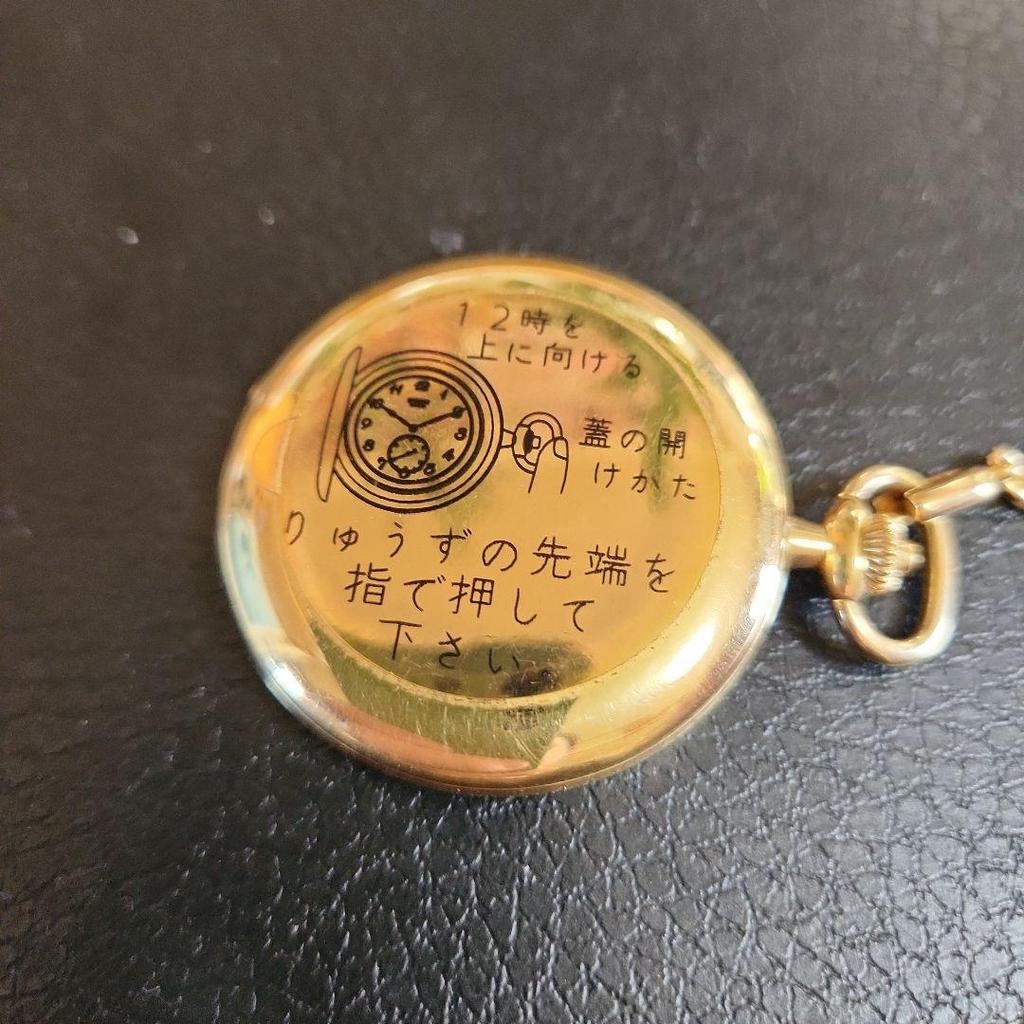 12時を
上に向ける
蓋の開
けかた
りゅうずの先端を
指で押して
下さい。